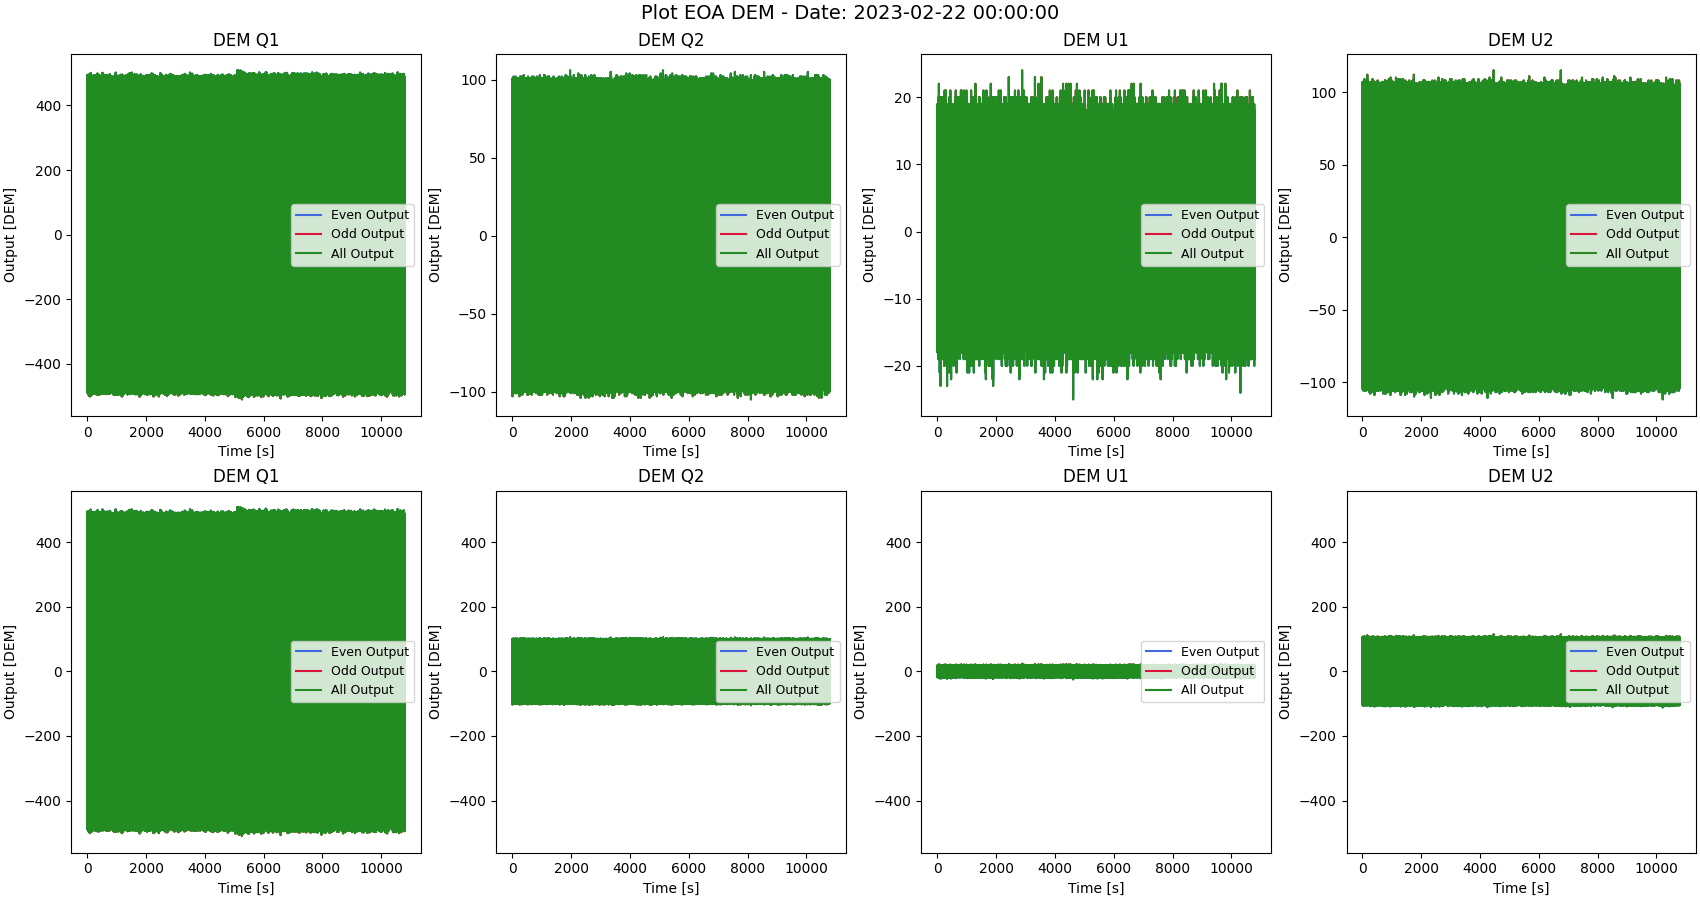 Plot EOA DEM - Date: 2023-02-22 00:00:00
DEM Q1
Output [DEM]
400
200
0
−200
−400
0 2000 4000 6000 8000 10000
Time [s]
Even Output
Odd Output
All Output
DEM Q2
Output [DEM]
100
50
0
−50
−100
0 2000 4000 6000 8000 10000
Time [s]
Even Output
Odd Output
All Output
DEM U1
Output [DEM]
20
10
0
−10
−20
0 2000 4000 6000 8000 10000
Time [s]
Even Output
Odd Output
All Output
DEM U2
Output [DEM]
100
50
0
−50
−100
0 2000 4000 6000 8000 10000
Time [s]
Even Output
Odd Output
All Output
DEM Q1
Output [DEM]
400
200
0
−200
−400
0 2000 4000 6000 8000 10000
Time [s]
Even Output
Odd Output
All Output
DEM Q2
Output [DEM]
400
200
0
−200
−400
0 2000 4000 6000 8000 10000
Time [s]
Even Output
Odd Output
All Output
DEM U1
Output [DEM]
400
200
0
−200
−400
0 2000 4000 6000 8000 10000
Time [s]
Even Output
Odd Output
All Output
DEM U2
Output [DEM]
400
200
0
−200
−400
0 2000 4000 6000 8000 10000
Time [s]
Even Output
Odd Output
All Output